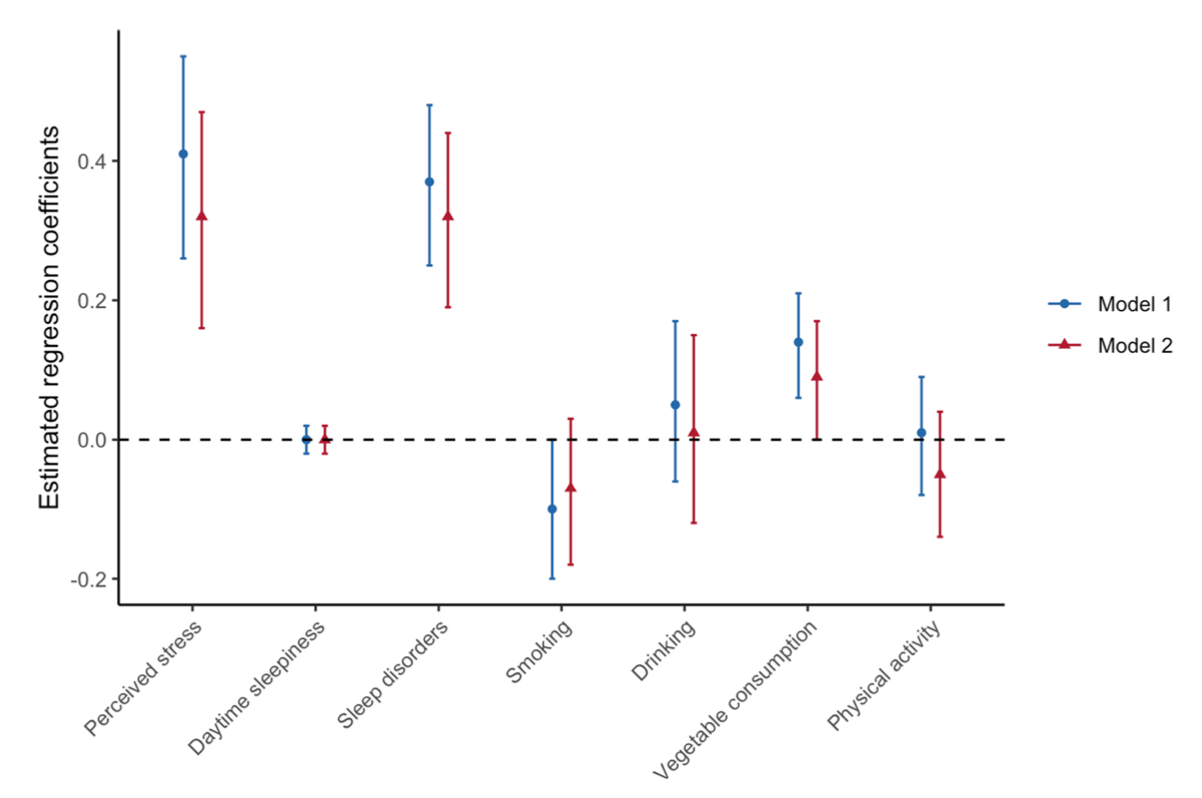 Estimated regression coefficients
0.4
0.2
0.0
-0.2
Perceived stress
Daytime sleepiness
Sleep disorders
Smoking
Drinking
Vegetable consumption
Physical activity
Model 1
Model 2